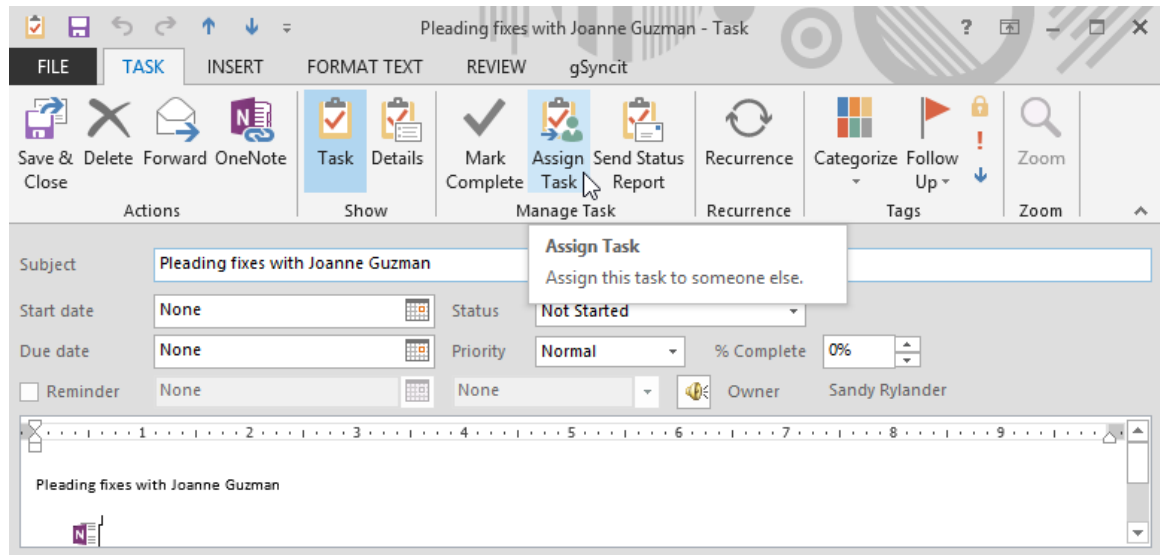 Pleading fixes with Joanne Guzman - Task
?
FILE TASK INSERT FORMAT TEXT REVIEW gSyncit
Save & Close
Delete
Forward
OneNote
Task
Details
Mark Complete
Assign Task
Send Status Report
Recurrence
Categorize
Follow Up
!
Zoom
Actions Show Manage Task Recurrence Tags Zoom
Assign Task
Assign this task to someone else.
Subject Pleading fixes with Joanne Guzman
Start date None Status Not Started
Due date None Priority Normal % Complete 0%
Reminder None None Owner Sandy Rylander
1 2 3 4 5 6 7 8 9
Pleading fixes with Joanne Guzman
N